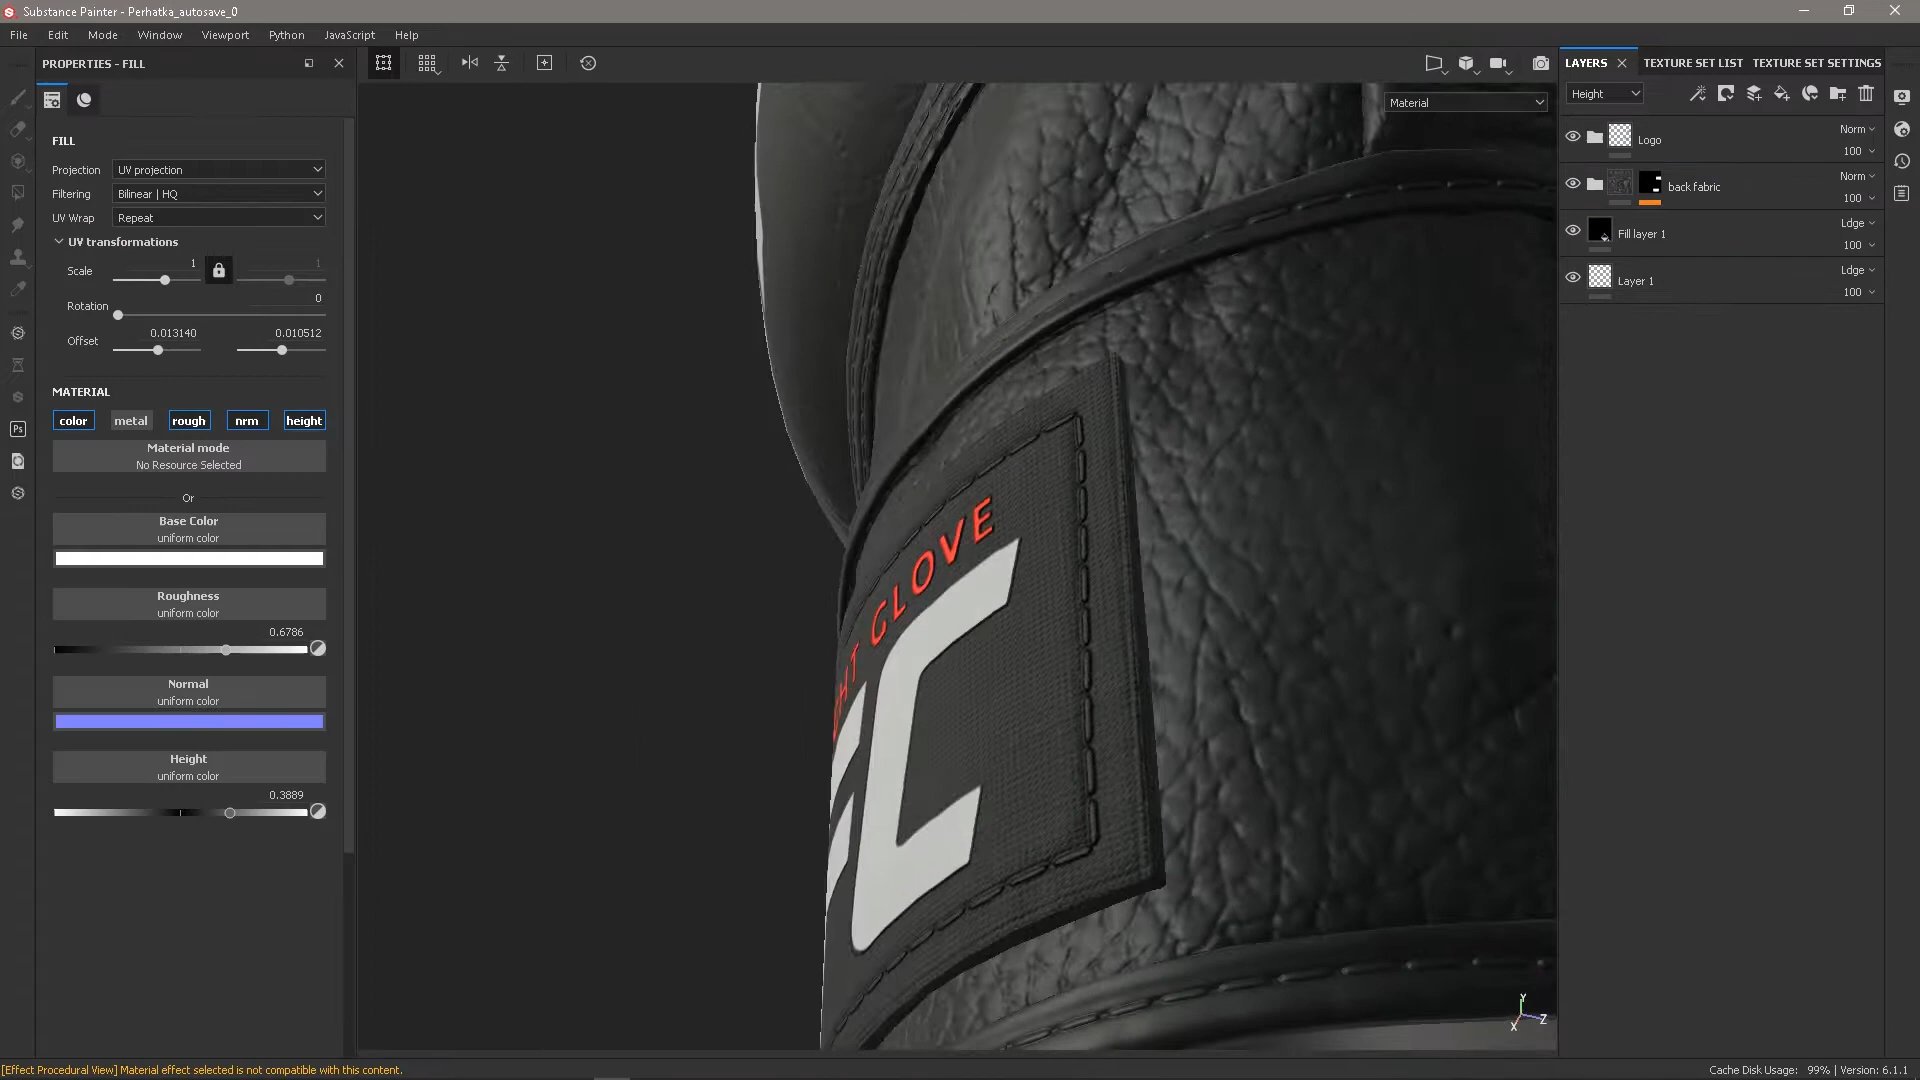 Substance Painter - Perhatka_autosave_0
File Edit Mode Window Viewport Python JavaScript Help
PROPERTIES - FILL
FILL
Projection UV projection
Filtering Bilinear | HQ
UV Wrap Repeat
UV transformations
Scale 1 1
Rotation 0
Offset 0.013140 0.010512
MATERIAL
color metal rough nrm height
Material mode
No Resource Selected
Or
Base Color
uniform color
Roughness
uniform color
0.6786
Normal
uniform color
Height
uniform color
0.3889
Ps
Material
GLOVE
C
Y
X
Z
LAYERS TEXTURE SET LIST TEXTURE SET SETTINGS
Height
Logo Norm 100
back fabric Norm 100
Fill layer 1 Ldge 100
Layer 1 Ldge 100
[Effect Procedural View] Material effect selected is not compatible with this content.
Cache Disk Usage: 99% | Version: 6.1.1